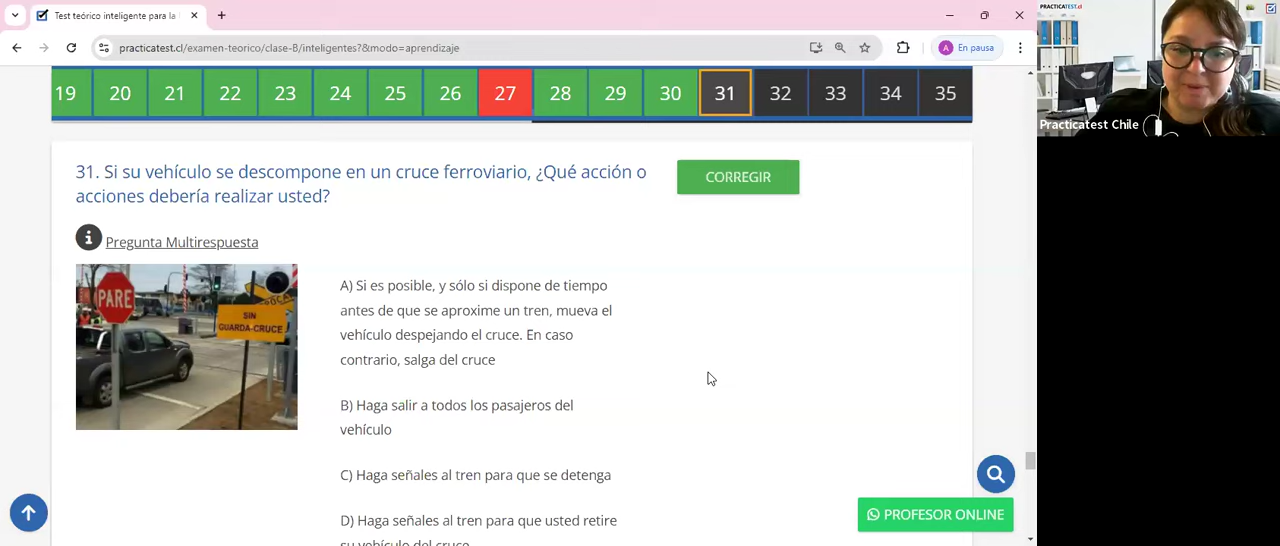 Test teórico inteligente para la
practicatest.cl/examen-teorico/clase-B/inteligentes?&modo=aprendizaje
A
En pausa
PRACTICATEST.cl
Practicatest Chile
19 20 21 22 23 24 25 26 27 28 29 30 31 32 33 34 35
31. Si su vehículo se descompone en un cruce ferroviario, ¿Qué acción o
acciones debería realizar usted?
CORREGIR
i Pregunta Multirespuesta
PARE
SIN
GUARDA-CRUCE
A) Si es posible, y sólo si dispone de tiempo
antes de que se aproxime un tren, mueva el
vehículo despejando el cruce. En caso
contrario, salga del cruce
B) Haga salir a todos los pasajeros del
vehículo
C) Haga señales al tren para que se detenga
D) Haga señales al tren para que usted retire
su vehículo del cruce
PROFESOR ONLINE